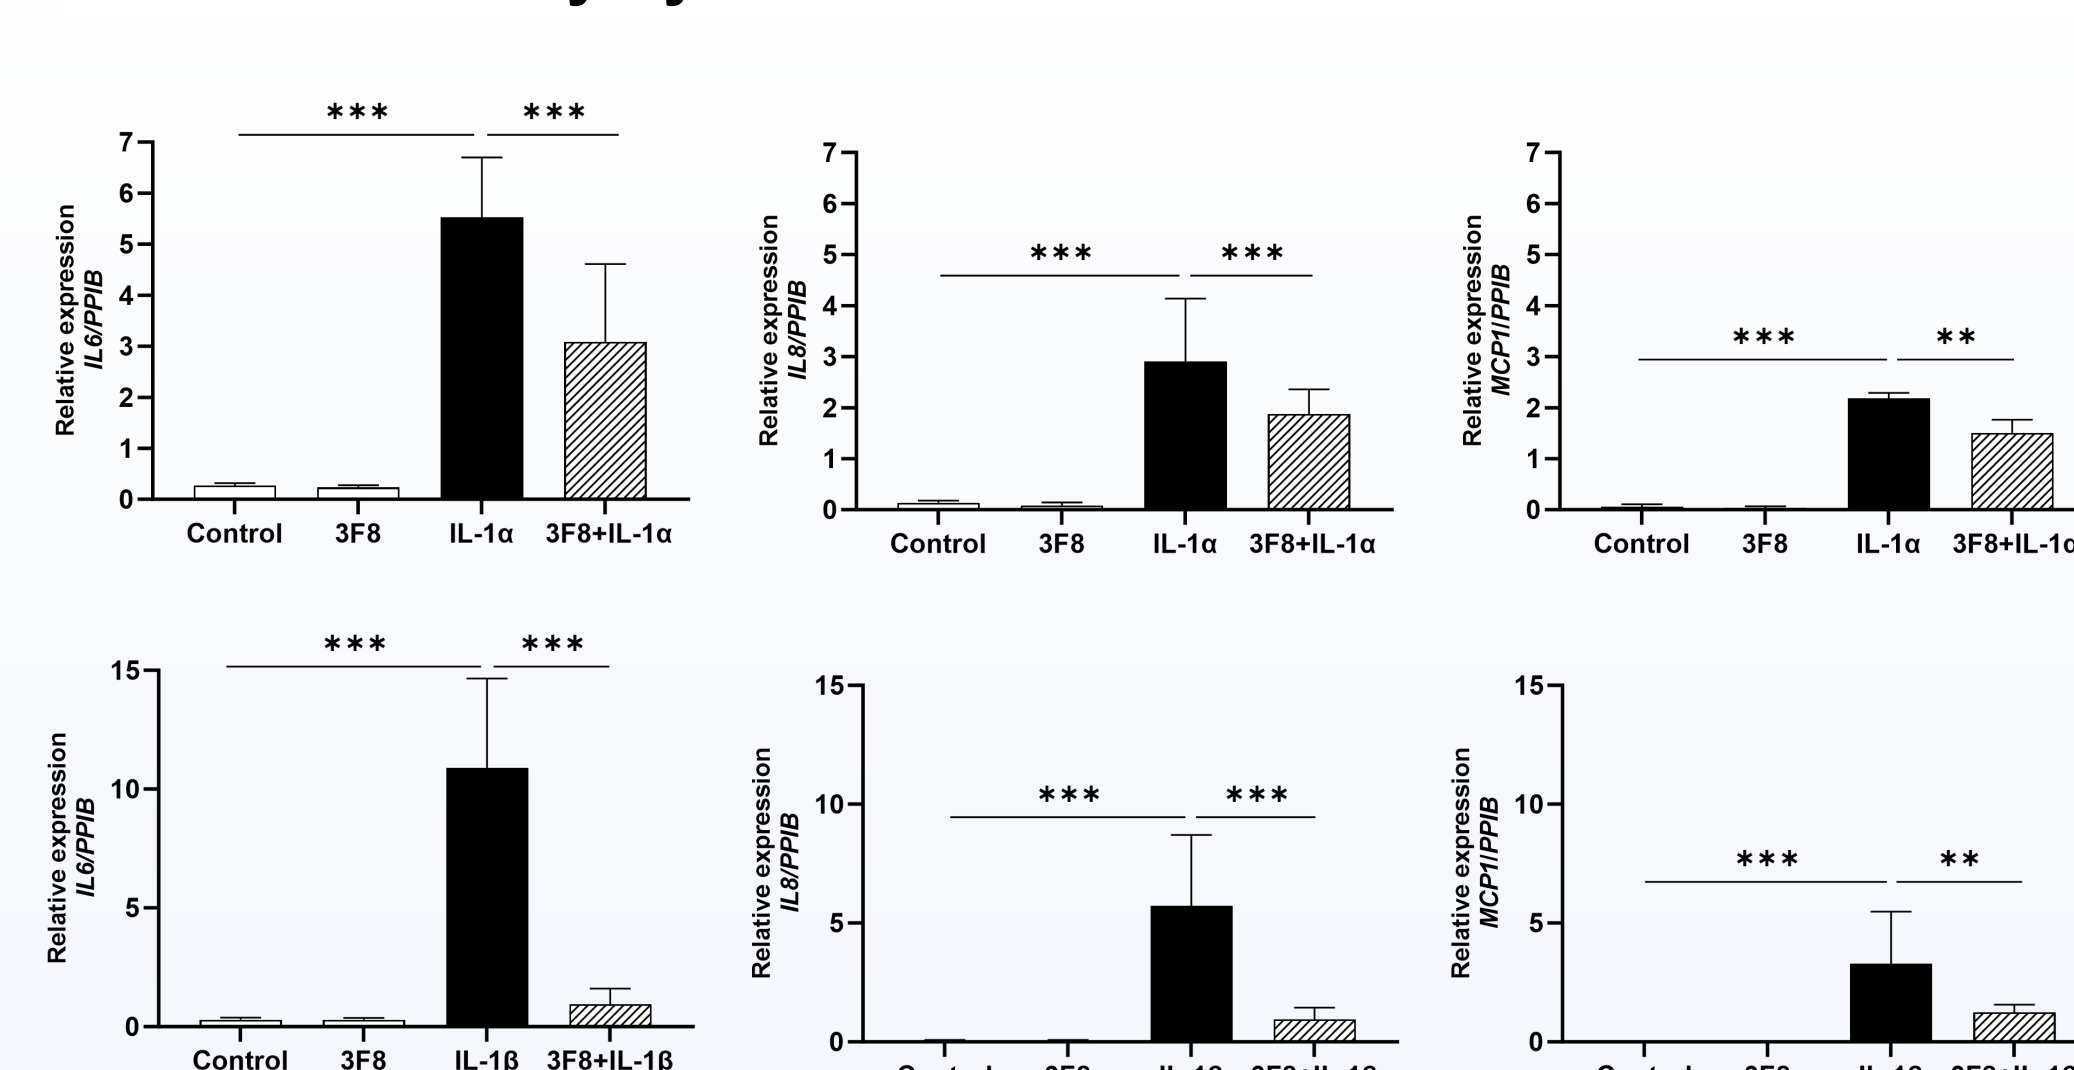 *** ***
7
6
5
4
3
2
1
0
Relative expression
IL6/PPIB
Control 3F8 IL-1α 3F8+IL-1α
*** ***
7
6
5
4
3
2
1
0
Relative expression
IL8/PPIB
Control 3F8 IL-1α 3F8+IL-1α
*** **
7
6
5
4
3
2
1
0
Relative expression
MCP1/PPIB
Control 3F8 IL-1α 3F8+IL-1α
*** ***
15
10
5
0
Relative expression
IL6/PPIB
Control 3F8 IL-1β 3F8+IL-1β
*** ***
15
10
5
0
Relative expression
IL8/PPIB
*** **
15
10
5
0
Relative expression
MCP1/PPIB